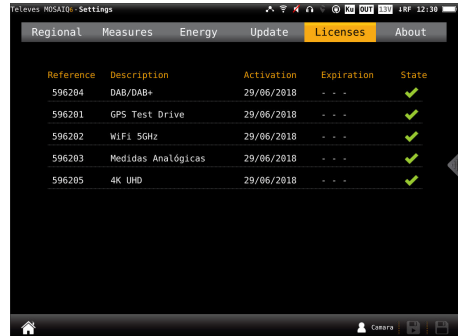 Televes MOSAIQ6-Settings Ku OUT 13V ↓RF 12:30
Regional Measures Energy Update Licenses About
Reference Description Activation Expiration State
596204 DAB/DAB+ 29/06/2018 - - -
596201 GPS Test Drive 29/06/2018 - - -
596202 WiFi 5GHz 29/06/2018 - - -
596203 Medidas Analógicas 29/06/2018 - - -
596205 4K UHD 29/06/2018 - - -
Camara